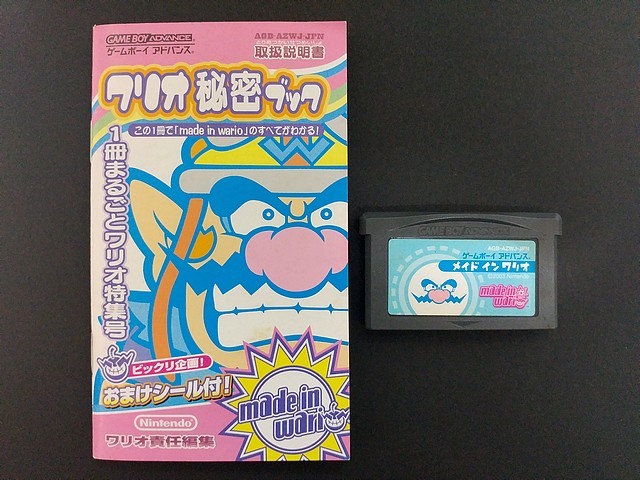 GAME BOY ADVANCE
ゲームボーイ アドバンス
AGB-AZWJ-JPN
取扱説明書
ワリオ秘密ブック
この1冊で「made in wario」のすべてがわかる!
1冊まるごとワリオ特集号
ビックリ企画!
おまけシール付!
made in wario
Nintendo
ワリオ責任編集
GAME BOY ADVANCE
AGB-AZWJ-JPN
ゲームボーイ アドバンス
メイド イン ワリオ
©2003 Nintendo
made in wario